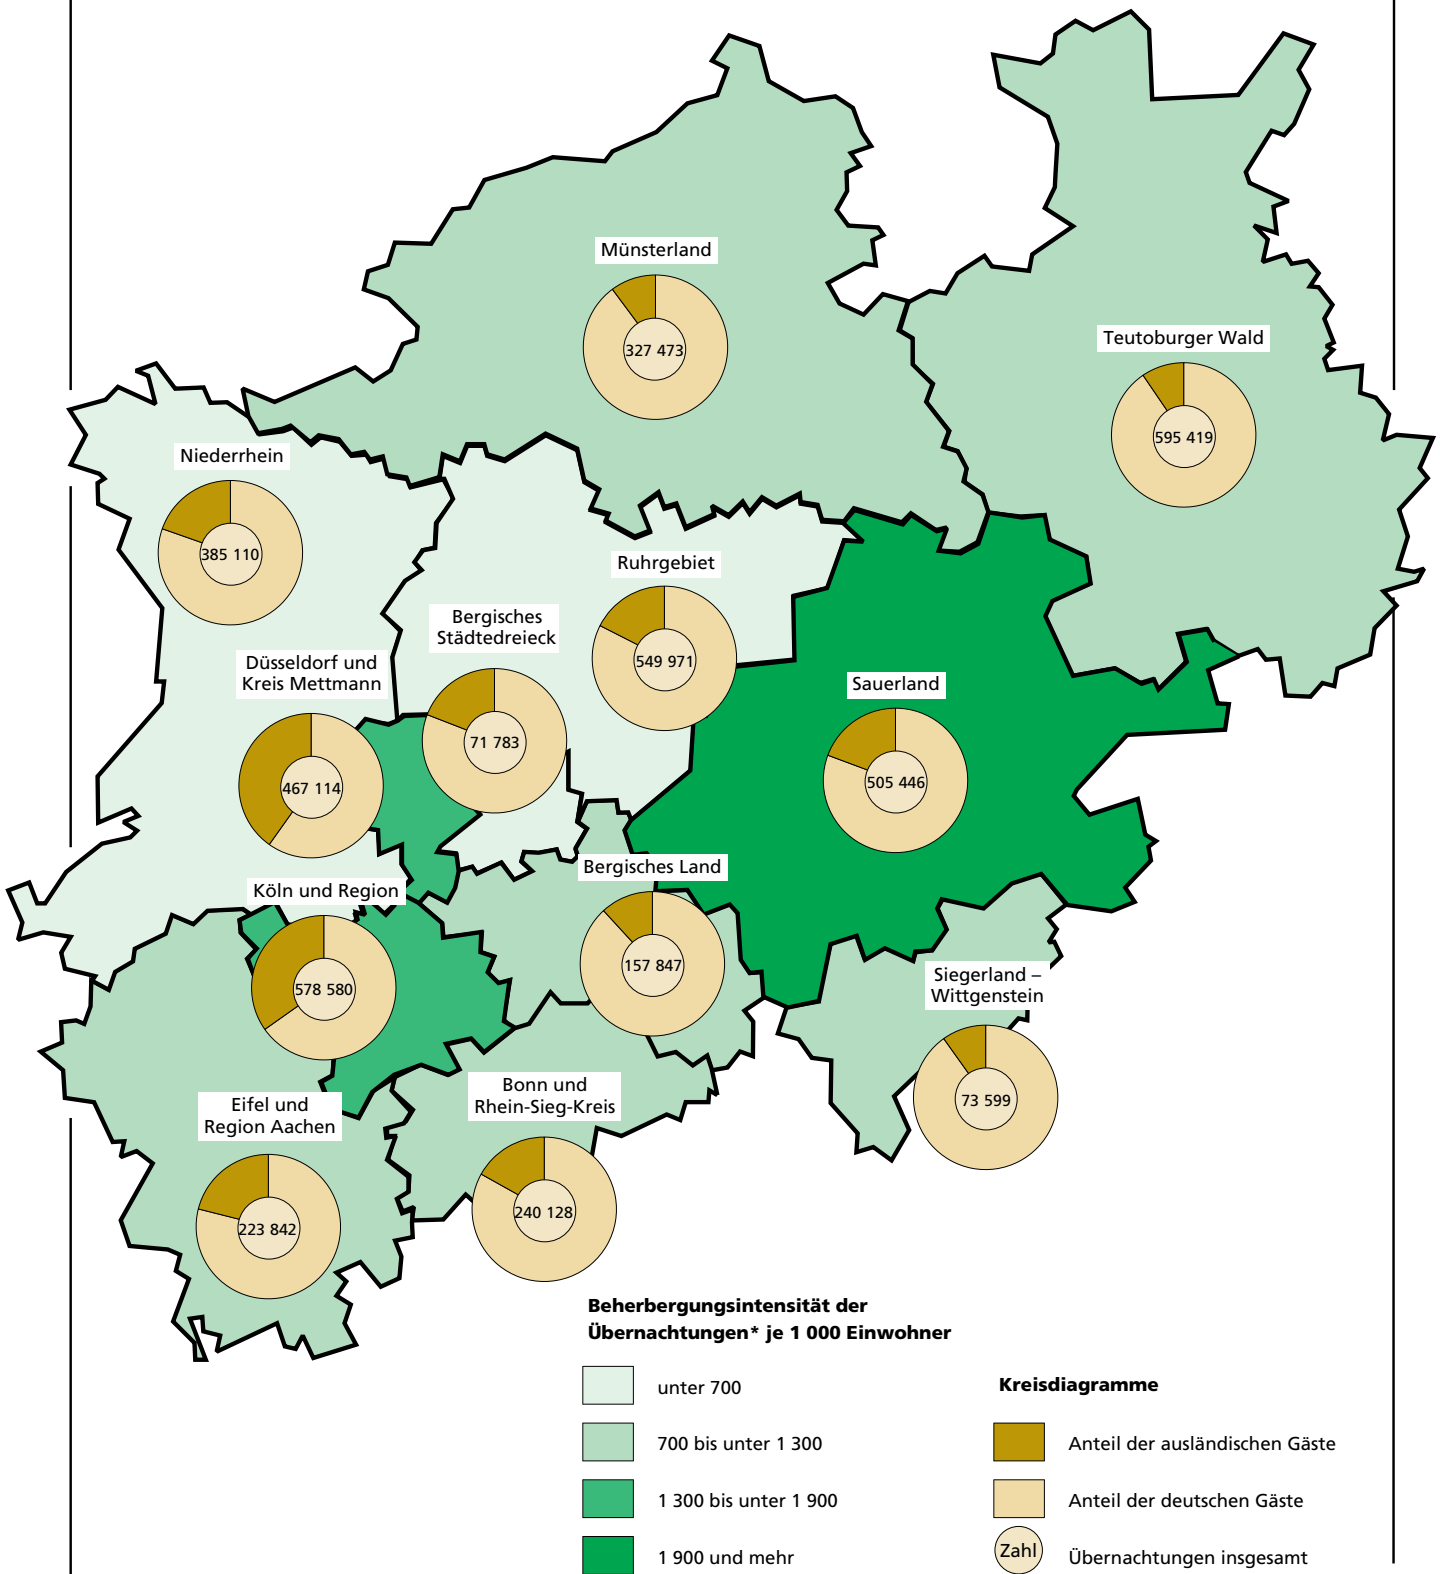 Münsterland
327 473
Teutoburger Wald
595 419
Niederrhein
385 110
Ruhrgebiet
549 971
Bergisches
Städtedreieck
71 783
Düsseldorf und
Kreis Mettmann
467 114
Sauerland
505 446
Bergisches Land
157 847
Köln und Region
578 580
Siegerland –
Wittgenstein
73 599
Bonn und
Rhein-Sieg-Kreis
240 128
Eifel und
Region Aachen
223 842
Beherbergungsintensität der
Übernachtungen* je 1 000 Einwohner
unter 700
700 bis unter 1 300
1 300 bis unter 1 900
1 900 und mehr
Kreisdiagramme
Anteil der ausländischen Gäste
Anteil der deutschen Gäste
Zahl
Übernachtungen insgesamt